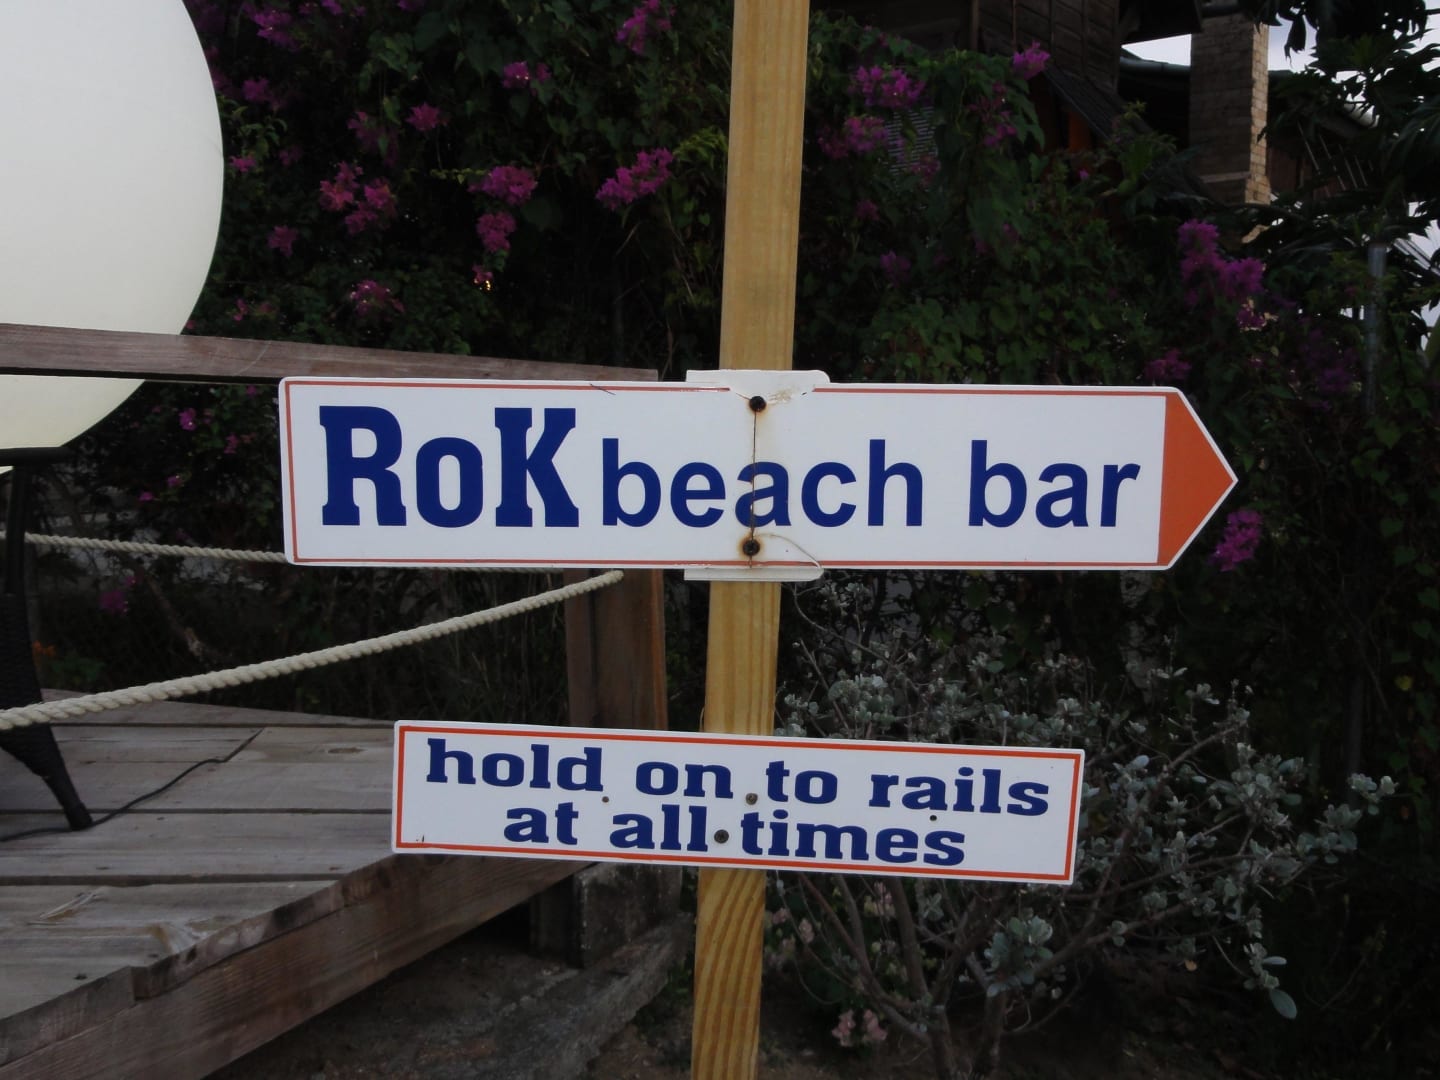 RoK beach bar
hold on to rails
at all times